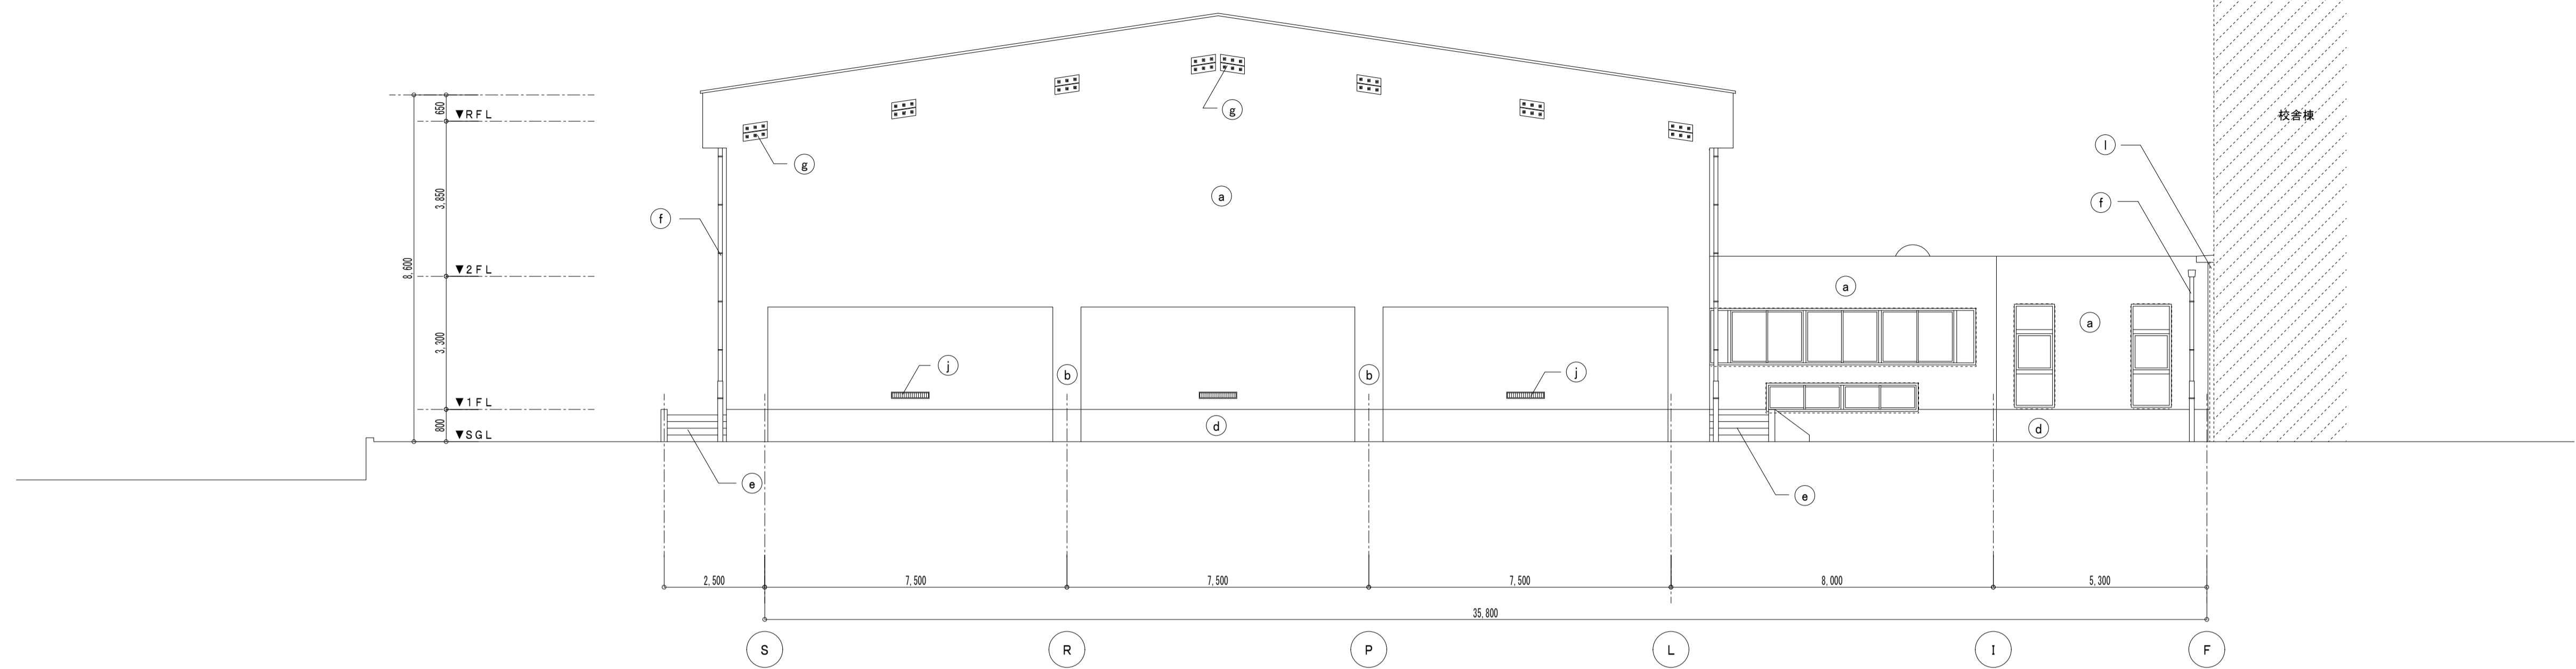 650
▼RFL
校舎棟
g
l
g
3,850
a
f
f
8,600
▼2FL
a
a
3,300
j
b
b
j
▼1FL
800
▼SGL
d
d
e
e
2,500
7,500
7,500
7,500
8,000
5,300
35,800
S
R
P
L
I
F